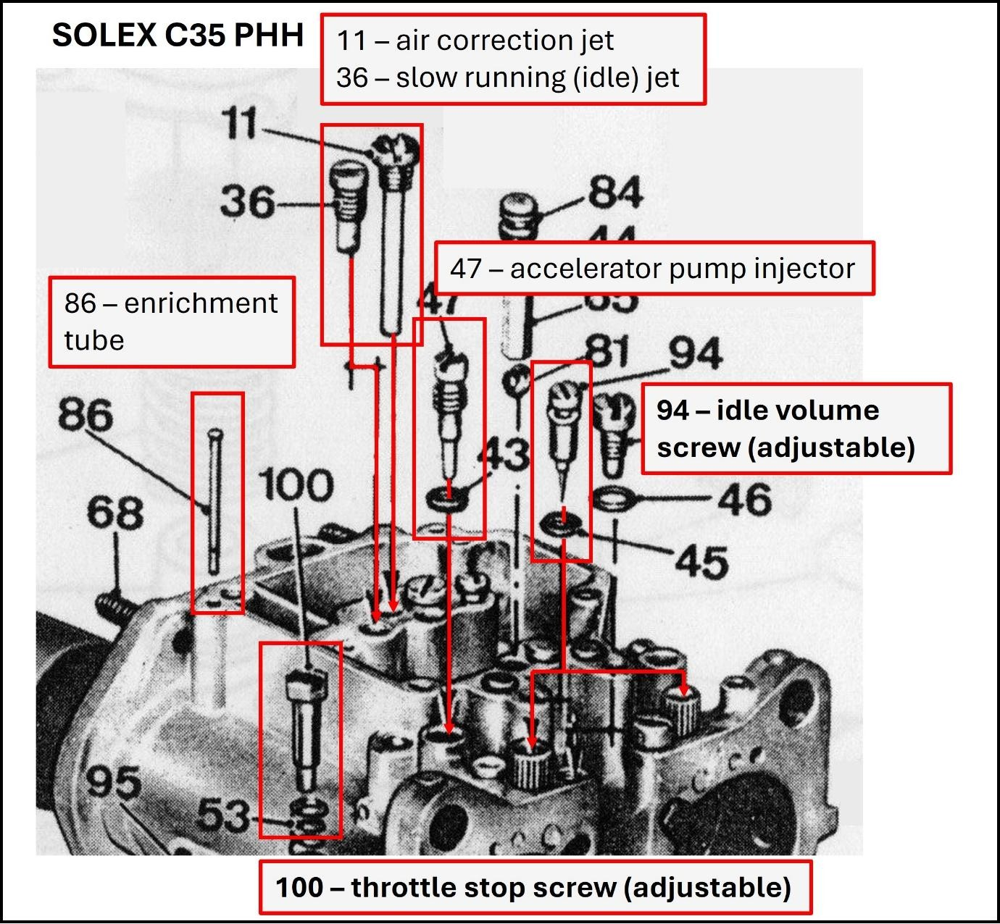 SOLEX C35 PHH
11 – air correction jet
36 – slow running (idle) jet
11
36
84
44
47 – accelerator pump injector
86 – enrichment
tube
47
81
94
94 – idle volume
screw (adjustable)
86
43
100
46
68
45
95
53
100 – throttle stop screw (adjustable)